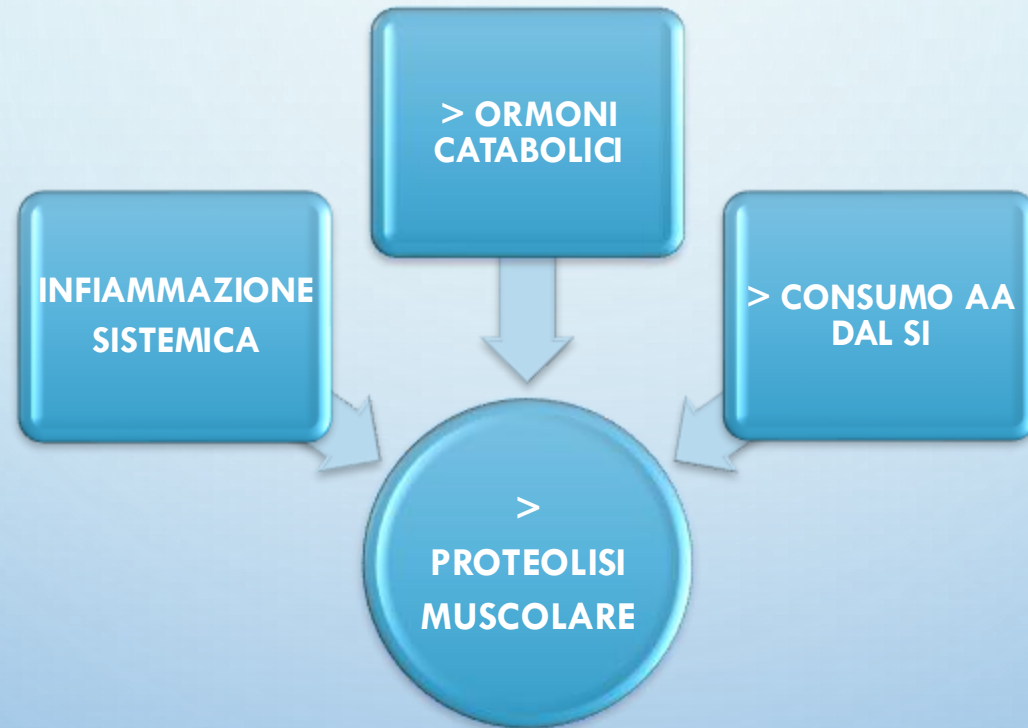 > ORMONI
CATABOLICI
INFIAMMAZIONE
SISTEMICA
> CONSUMO AA
DAL SI
>
PROTEOLISI
MUSCOLARE